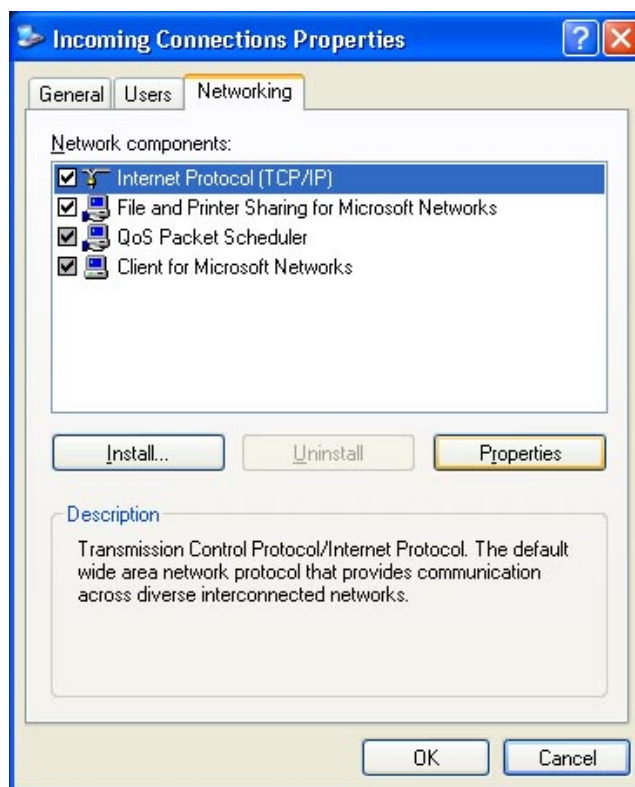 Incoming Connections Properties
General Users Networking
Network components:
Internet Protocol (TCP/IP)
File and Printer Sharing for Microsoft Networks
QoS Packet Scheduler
Client for Microsoft Networks
Install... Uninstall Properties
Description
Transmission Control Protocol/Internet Protocol. The default
wide area network protocol that provides communication
across diverse interconnected networks.
OK Cancel